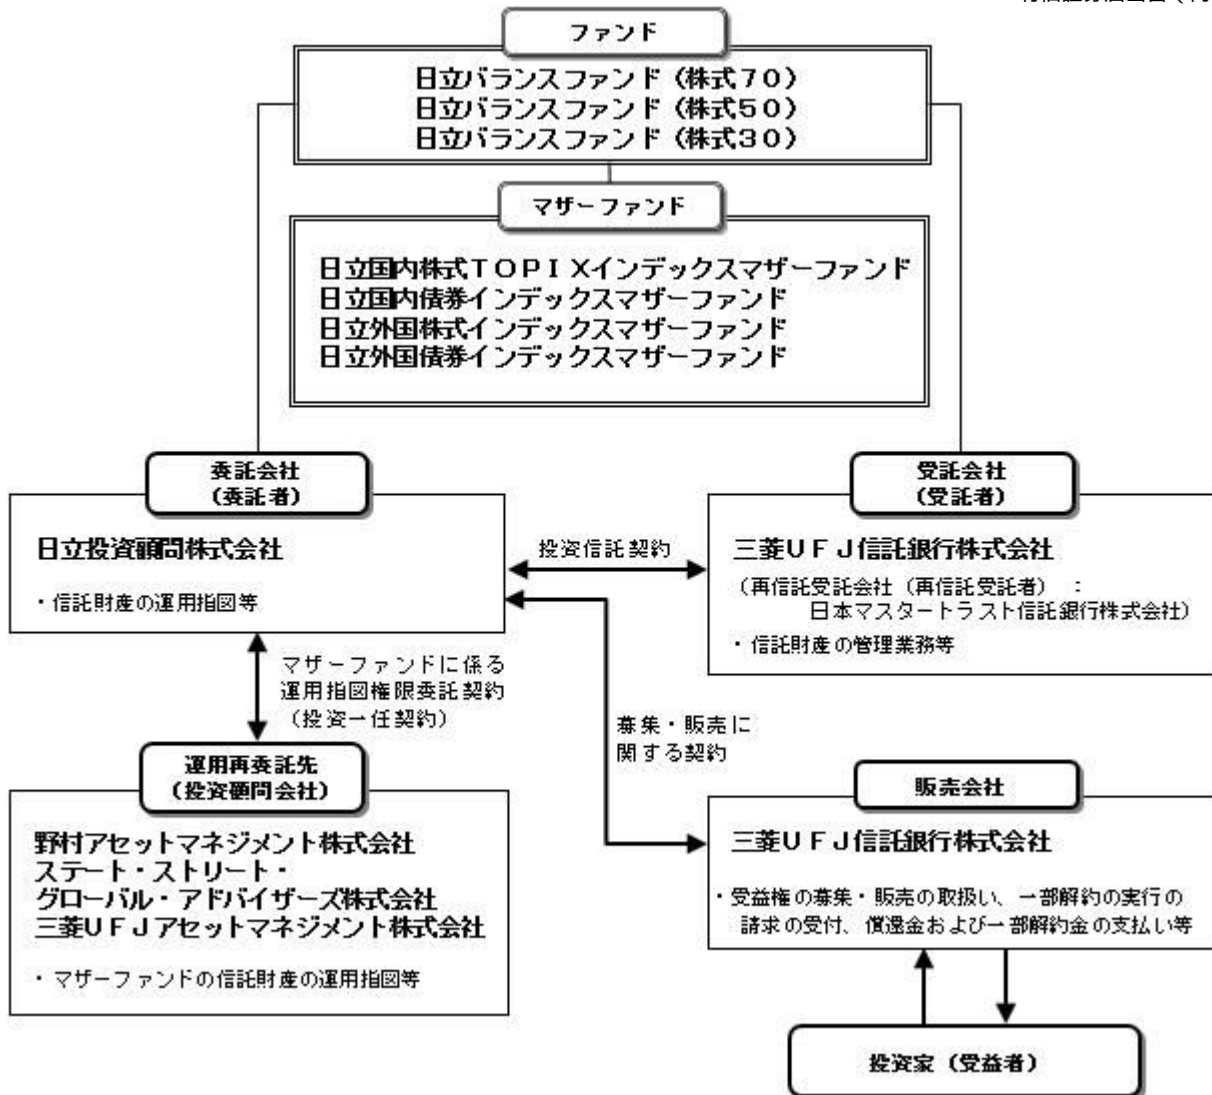 ファンド
日立バランスファンド（株式７０）
日立バランスファンド（株式５０）
日立バランスファンド（株式３０）
マザーファンド
日立国内株式ＴＯＰＩＸインデックスマザーファンド
日立国内債券インデックスマザーファンド
日立外国株式インデックスマザーファンド
日立外国債券インデックスマザーファンド
委託会社
（委託者）
日立投資顧問株式会社
・信託財産の運用指図等
投資信託契約
受託会社
（受託者）
三菱ＵＦＪ信託銀行株式会社
（再信託受託会社（再信託受託者）：
日本マスタートラスト信託銀行株式会社）
・信託財産の管理業務等
マザーファンドに係る
運用指図権限委託契約
（投資一任契約）
募集・販売に
関する契約
運用再委託先
（投資顧問会社）
野村アセットマネジメント株式会社
ステート・ストリート・
グローバル・アドバイザーズ株式会社
三菱ＵＦＪアセットマネジメント株式会社
・マザーファンドの信託財産の運用指図等
販売会社
三菱ＵＦＪ信託銀行株式会社
・受益権の募集・販売の取扱い、一部解約の実行の
請求の受付、償還金および一部解約金の支払い等
投資家（受益者）